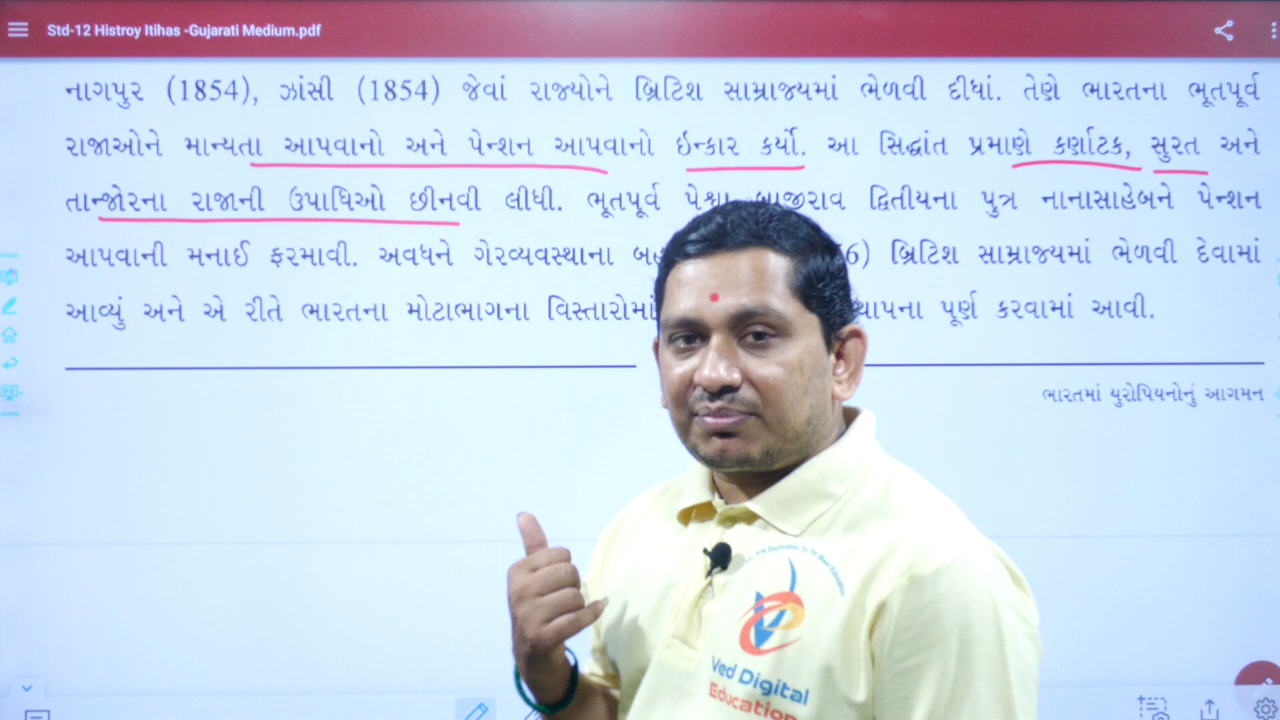 Std-12 Histroy Itihas -Gujarati Medium.pdf
નાગપુર (1854), ઝાંસી (1854) જેવાં રાજ્યોને બ્રિટિશ સામ્રાજ્યમાં ભેળવી દીધાં. તેણે ભારતના ભૂતપૂર્વ
રાજાઓને માન્યતા આપવાનો અને પેન્શન આપવાનો ઇન્કાર કર્યો. આ સિદ્ધાંત પ્રમાણે કર્ણાટક, સુરત અને
તાન્જોરના રાજાની ઉપાધિઓ છીનવી લીધી. ભૂતપૂર્વ પેશ્વા બાજીરાવ દ્વિતીયના પુત્ર નાનાસાહેબને પેન્શન
આપવાની મનાઈ ફરમાવી. અવધને ગેરવ્યવસ્થાના 6) બ્રિટિશ સામ્રાજ્યમાં ભેળવી દેવામાં
આવ્યું અને એ રીતે ભારતના મોટાભાગના વિસ્તારોમાં પૂર્ણ કરવામાં આવી.
ભારતમાં યુરોપિયનોનું આગમન
Ved Digital
Education